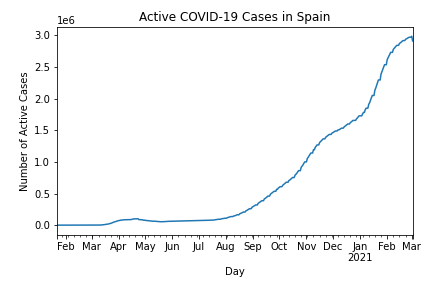 Active COVID-19 Cases in Spain
1e6
3.0
2.5
2.0
1.5
1.0
0.5
0.0
Number of Active Cases
Feb Mar Apr May Jun Jul Aug Sep Oct Nov Dec Jan Feb Mar
2021
Day